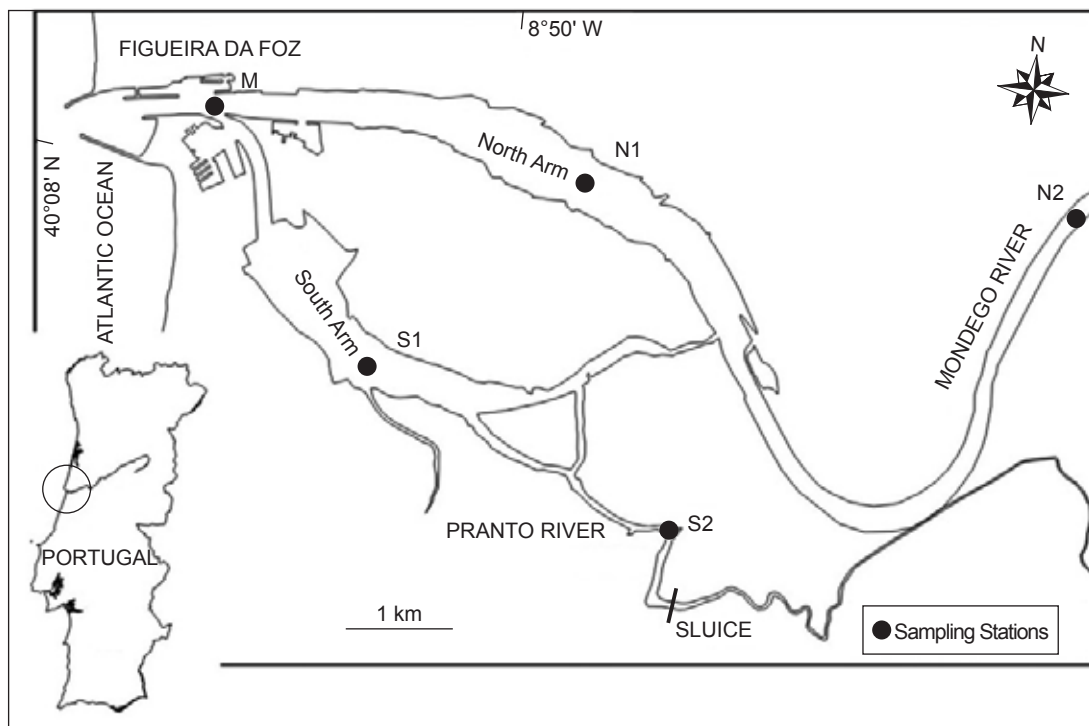 8°50' W
FIGUEIRA DA FOZ
N
M
40°08' N
ATLANTIC OCEAN
North Arm
N1
N2
MONDEGO RIVER
South Arm
S1
PRANTO RIVER
S2
PORTUGAL
1 km
SLUICE
Sampling Stations